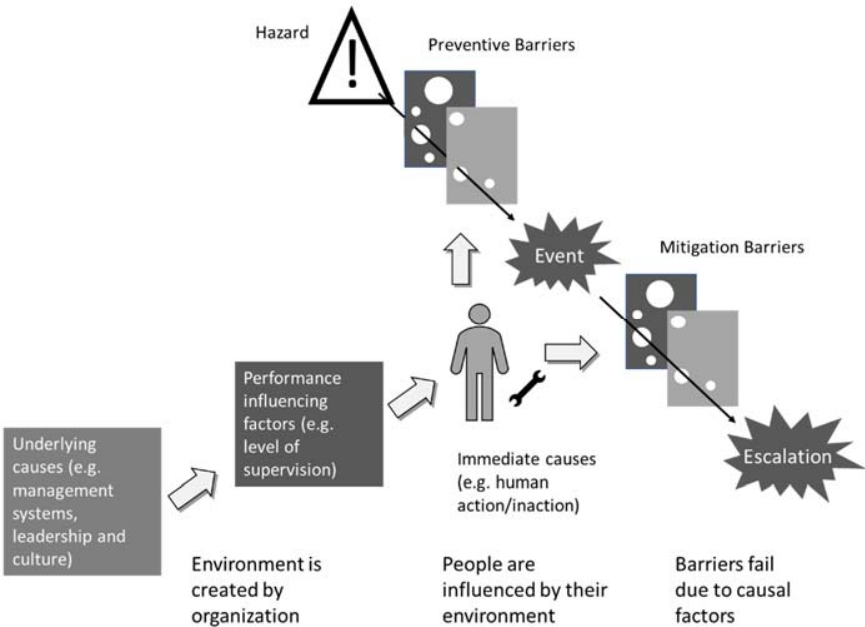 Hazard
Preventive Barriers
!
Event
Mitigation Barriers
Performance
influencing
factors (e.g.
level of
supervision)
Underlying
causes (e.g.
management
systems,
leadership and
culture)
Immediate causes
(e.g. human
action/inaction)
Escalation
Environment is
created by
organization
People are
influenced by their
environment
Barriers fail
due to causal
factors